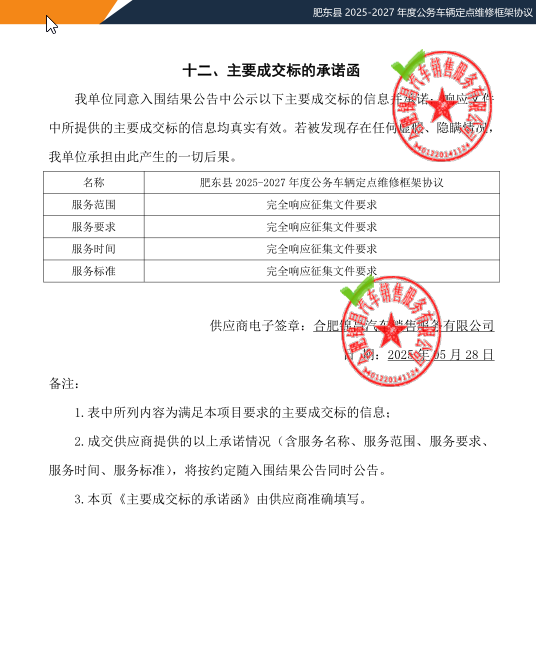 肥东县 2025-2027 年度公务车辆定点维修框架协议
十二、主要成交标的承诺函
我单位同意入围结果公告中公示以下主要成交标的信息并承诺：响应文件
中所提供的主要成交标的信息均真实有效。若被发现存在任何虚假、隐瞒情况，
我单位承担由此产生的一切后果。
名称 肥东县 2025-2027 年度公务车辆定点维修框架协议
服务范围 完全响应征集文件要求
服务要求 完全响应征集文件要求
服务时间 完全响应征集文件要求
服务标准 完全响应征集文件要求
供应商电子签章：合肥锦昌汽车销售服务有限公司
日 期：2025 年 05 月 28 日
备注：
1.表中所列内容为满足本项目要求的主要成交标的信息；
2.成交供应商提供的以上承诺情况（含服务名称、服务范围、服务要求、
服务时间、服务标准），将按约定随入围结果公告同时公告。
3.本页《主要成交标的承诺函》由供应商准确填写。